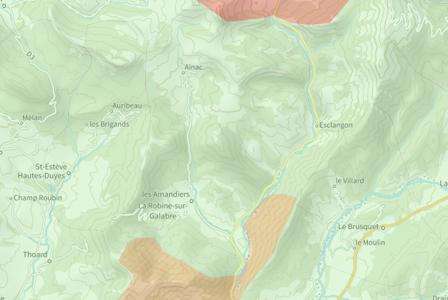 Ainac
D3
Auribeau
Mélan
les Brigands
Esclangon
St-Estève
Hautes-Duyes
le Villard
Champ Roubin
les Amandiers
La Robine-sur-
Galabre
Le Brusquet
le Moulin
Thoard